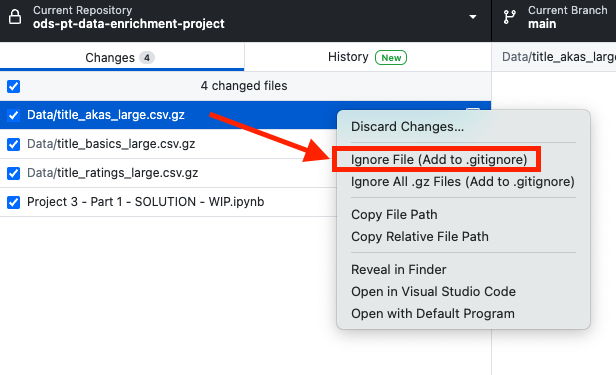 Current Repository
ods-pt-data-enrichment-project
Current Branch
main
Changes 4
History New
Data/title_akas_large
4 changed files
Data/title_akas_large.csv.gz
Data/title_basics_large.csv.gz
Data/title_ratings_large.csv.gz
Project 3 - Part 1 - SOLUTION - WIP.ipynb
Discard Changes...
Ignore File (Add to .gitignore)
Ignore All .gz Files (Add to .gitignore)
Copy File Path
Copy Relative File Path
Reveal in Finder
Open in Visual Studio Code
Open with Default Program